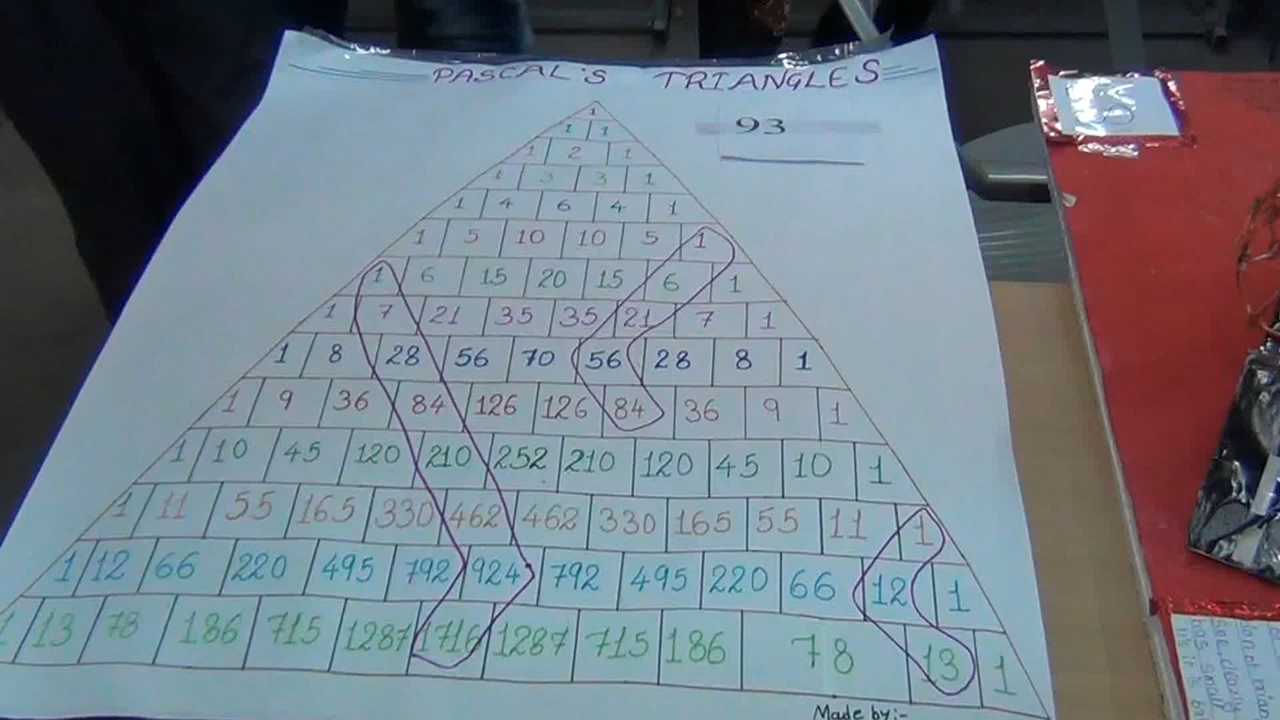 PASCAL'S TRIANGLES
93
1
1 1
1 2 1
1 3 3 1
1 4 6 4 1
1 5 10 10 5 1
1 6 15 20 15 6 1
1 7 21 35 35 21 7 1
1 8 28 56 70 56 28 8 1
1 9 36 84 126 126 84 36 9 1
1 10 45 120 210 252 210 120 45 10 1
1 11 55 165 330 462 462 330 165 55 11 1
1 12 66 220 495 792 924 792 495 220 66 12 1
1 13 78 186 715 1287 1716 1287 715 186 78 13 1
Made by:-
see clearly
small